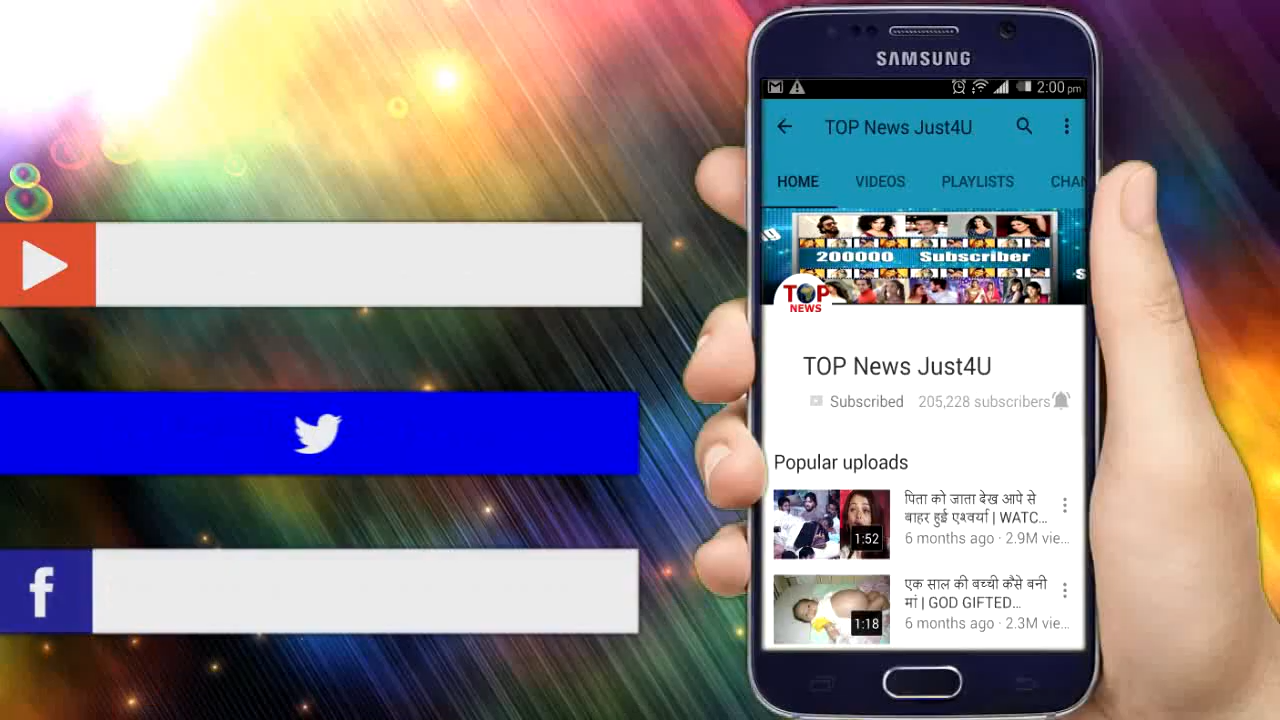 SAMSUNG
2:00 pm
TOP News Just4U
HOME VIDEOS PLAYLISTS CHAN
200000 Subscriber
TOP
NEWS
TOP News Just4U
Subscribed 205,228 subscribers
Popular uploads
पिता को जाता देख आपे से
बाहर हुई एश्वर्या | WATC...
6 months ago · 2.9M vie...
1:52
एक साल की बच्ची कैसे बनी
मां | GOD GIFTED...
6 months ago · 2.3M vie...
1:18